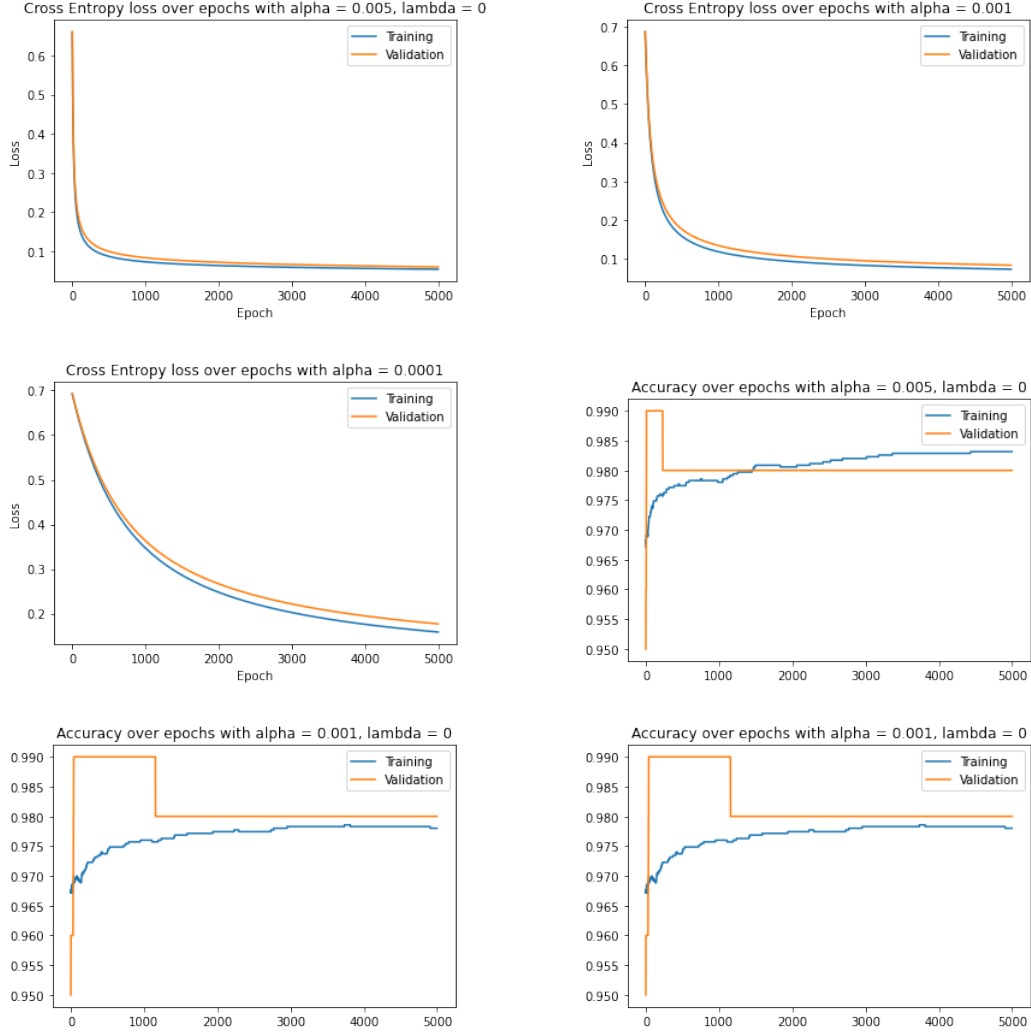 Cross Entropy loss over epochs with alpha = 0.005, lambda = 0
Training
Validation
Loss
0.6
0.5
0.4
0.3
0.2
0.1
0 1000 2000 3000 4000 5000
Epoch
Cross Entropy loss over epochs with alpha = 0.001
Training
Validation
Loss
0.7
0.6
0.5
0.4
0.3
0.2
0.1
0 1000 2000 3000 4000 5000
Epoch
Cross Entropy loss over epochs with alpha = 0.0001
Training
Validation
Loss
0.7
0.6
0.5
0.4
0.3
0.2
0 1000 2000 3000 4000 5000
Epoch
Accuracy over epochs with alpha = 0.005, lambda = 0
Training
Validation
0.990
0.985
0.980
0.975
0.970
0.965
0.960
0.955
0.950
0 1000 2000 3000 4000 5000
Accuracy over epochs with alpha = 0.001, lambda = 0
Training
Validation
0.990
0.985
0.980
0.975
0.970
0.965
0.960
0.955
0.950
0 1000 2000 3000 4000 5000
Accuracy over epochs with alpha = 0.001, lambda = 0
Training
Validation
0.990
0.985
0.980
0.975
0.970
0.965
0.960
0.955
0.950
0 1000 2000 3000 4000 5000